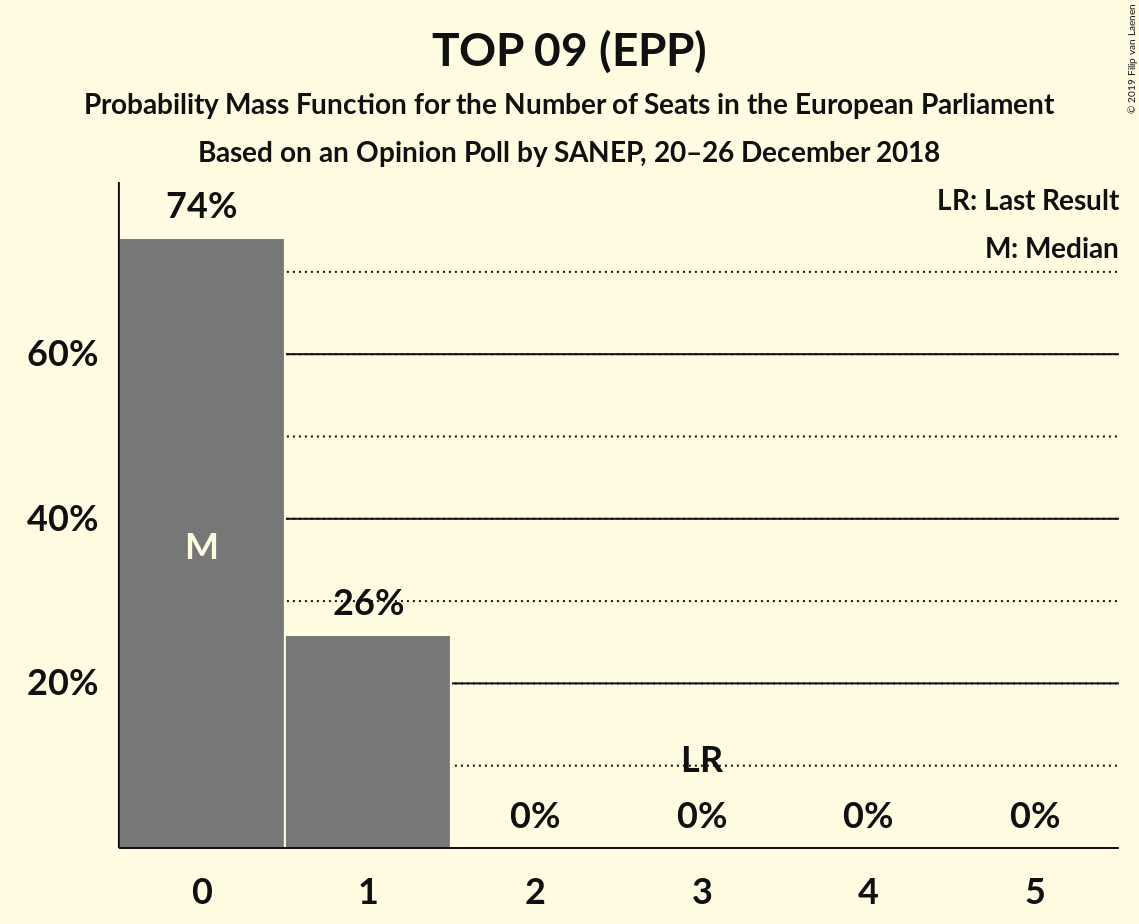 TOP 09 (EPP)
Probability Mass Function for the Number of Seats in the European Parliament
Based on an Opinion Poll by SANEP, 20–26 December 2018
© 2019 Filip van Laenen
LR: Last Result
M: Median
74%
60%
40%
M
26%
20%
LR
0% 0% 0% 0%
0 1 2 3 4 5